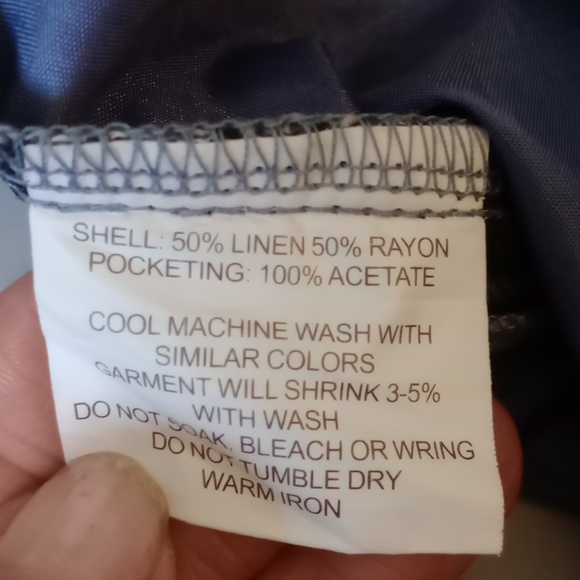 SHELL: 50% LINEN 50% RAYON
POCKETING: 100% ACETATE
COOL MACHINE WASH WITH
SIMILAR COLORS
GARMENT WILL SHRINK 3-5%
WITH WASH
DO NOT SOAK, BLEACH OR WRING
DO NOT TUMBLE DRY
WARM IRON